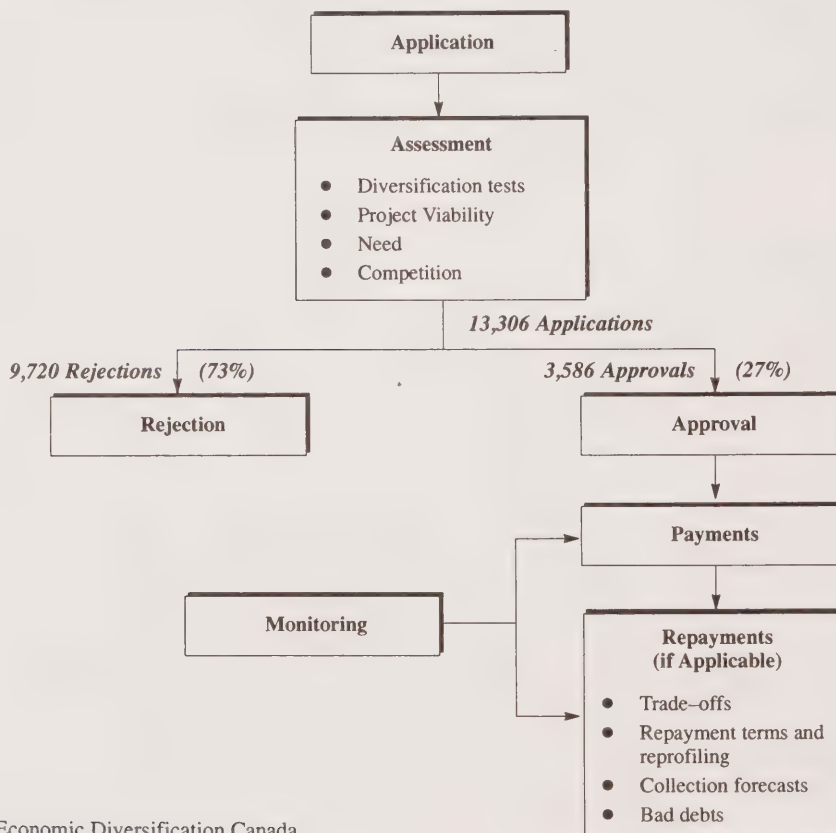 Application
Assessment
● Diversification tests
● Project Viability
● Need
● Competition
13,306 Applications
9,720 Rejections (73%)
3,586 Approvals (27%)
Rejection
Approval
Payments
Monitoring
Repayments
(if Applicable)
● Trade–offs
● Repayment terms and
reprofiling
● Collection forecasts
● Bad debts
Economic Diversification Canada